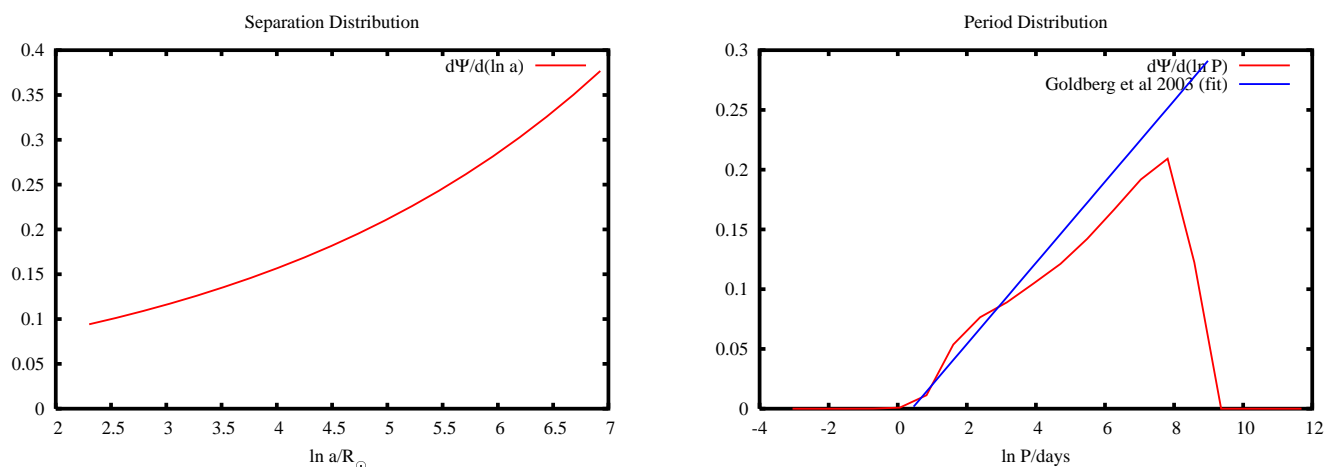 Separation Distribution
0.4
0.35
0.3
0.25
0.2
0.15
0.1
0.05
0
2 2.5 3 3.5 4 4.5 5 5.5 6 6.5 7
ln a/R☉
dΨ/d(ln a)
Period Distribution
0.3
0.25
0.2
0.15
0.1
0.05
0
-4 -2 0 2 4 6 8 10 12
ln P/days
dΨ/d(ln P)
Goldberg et al 2003 (fit)